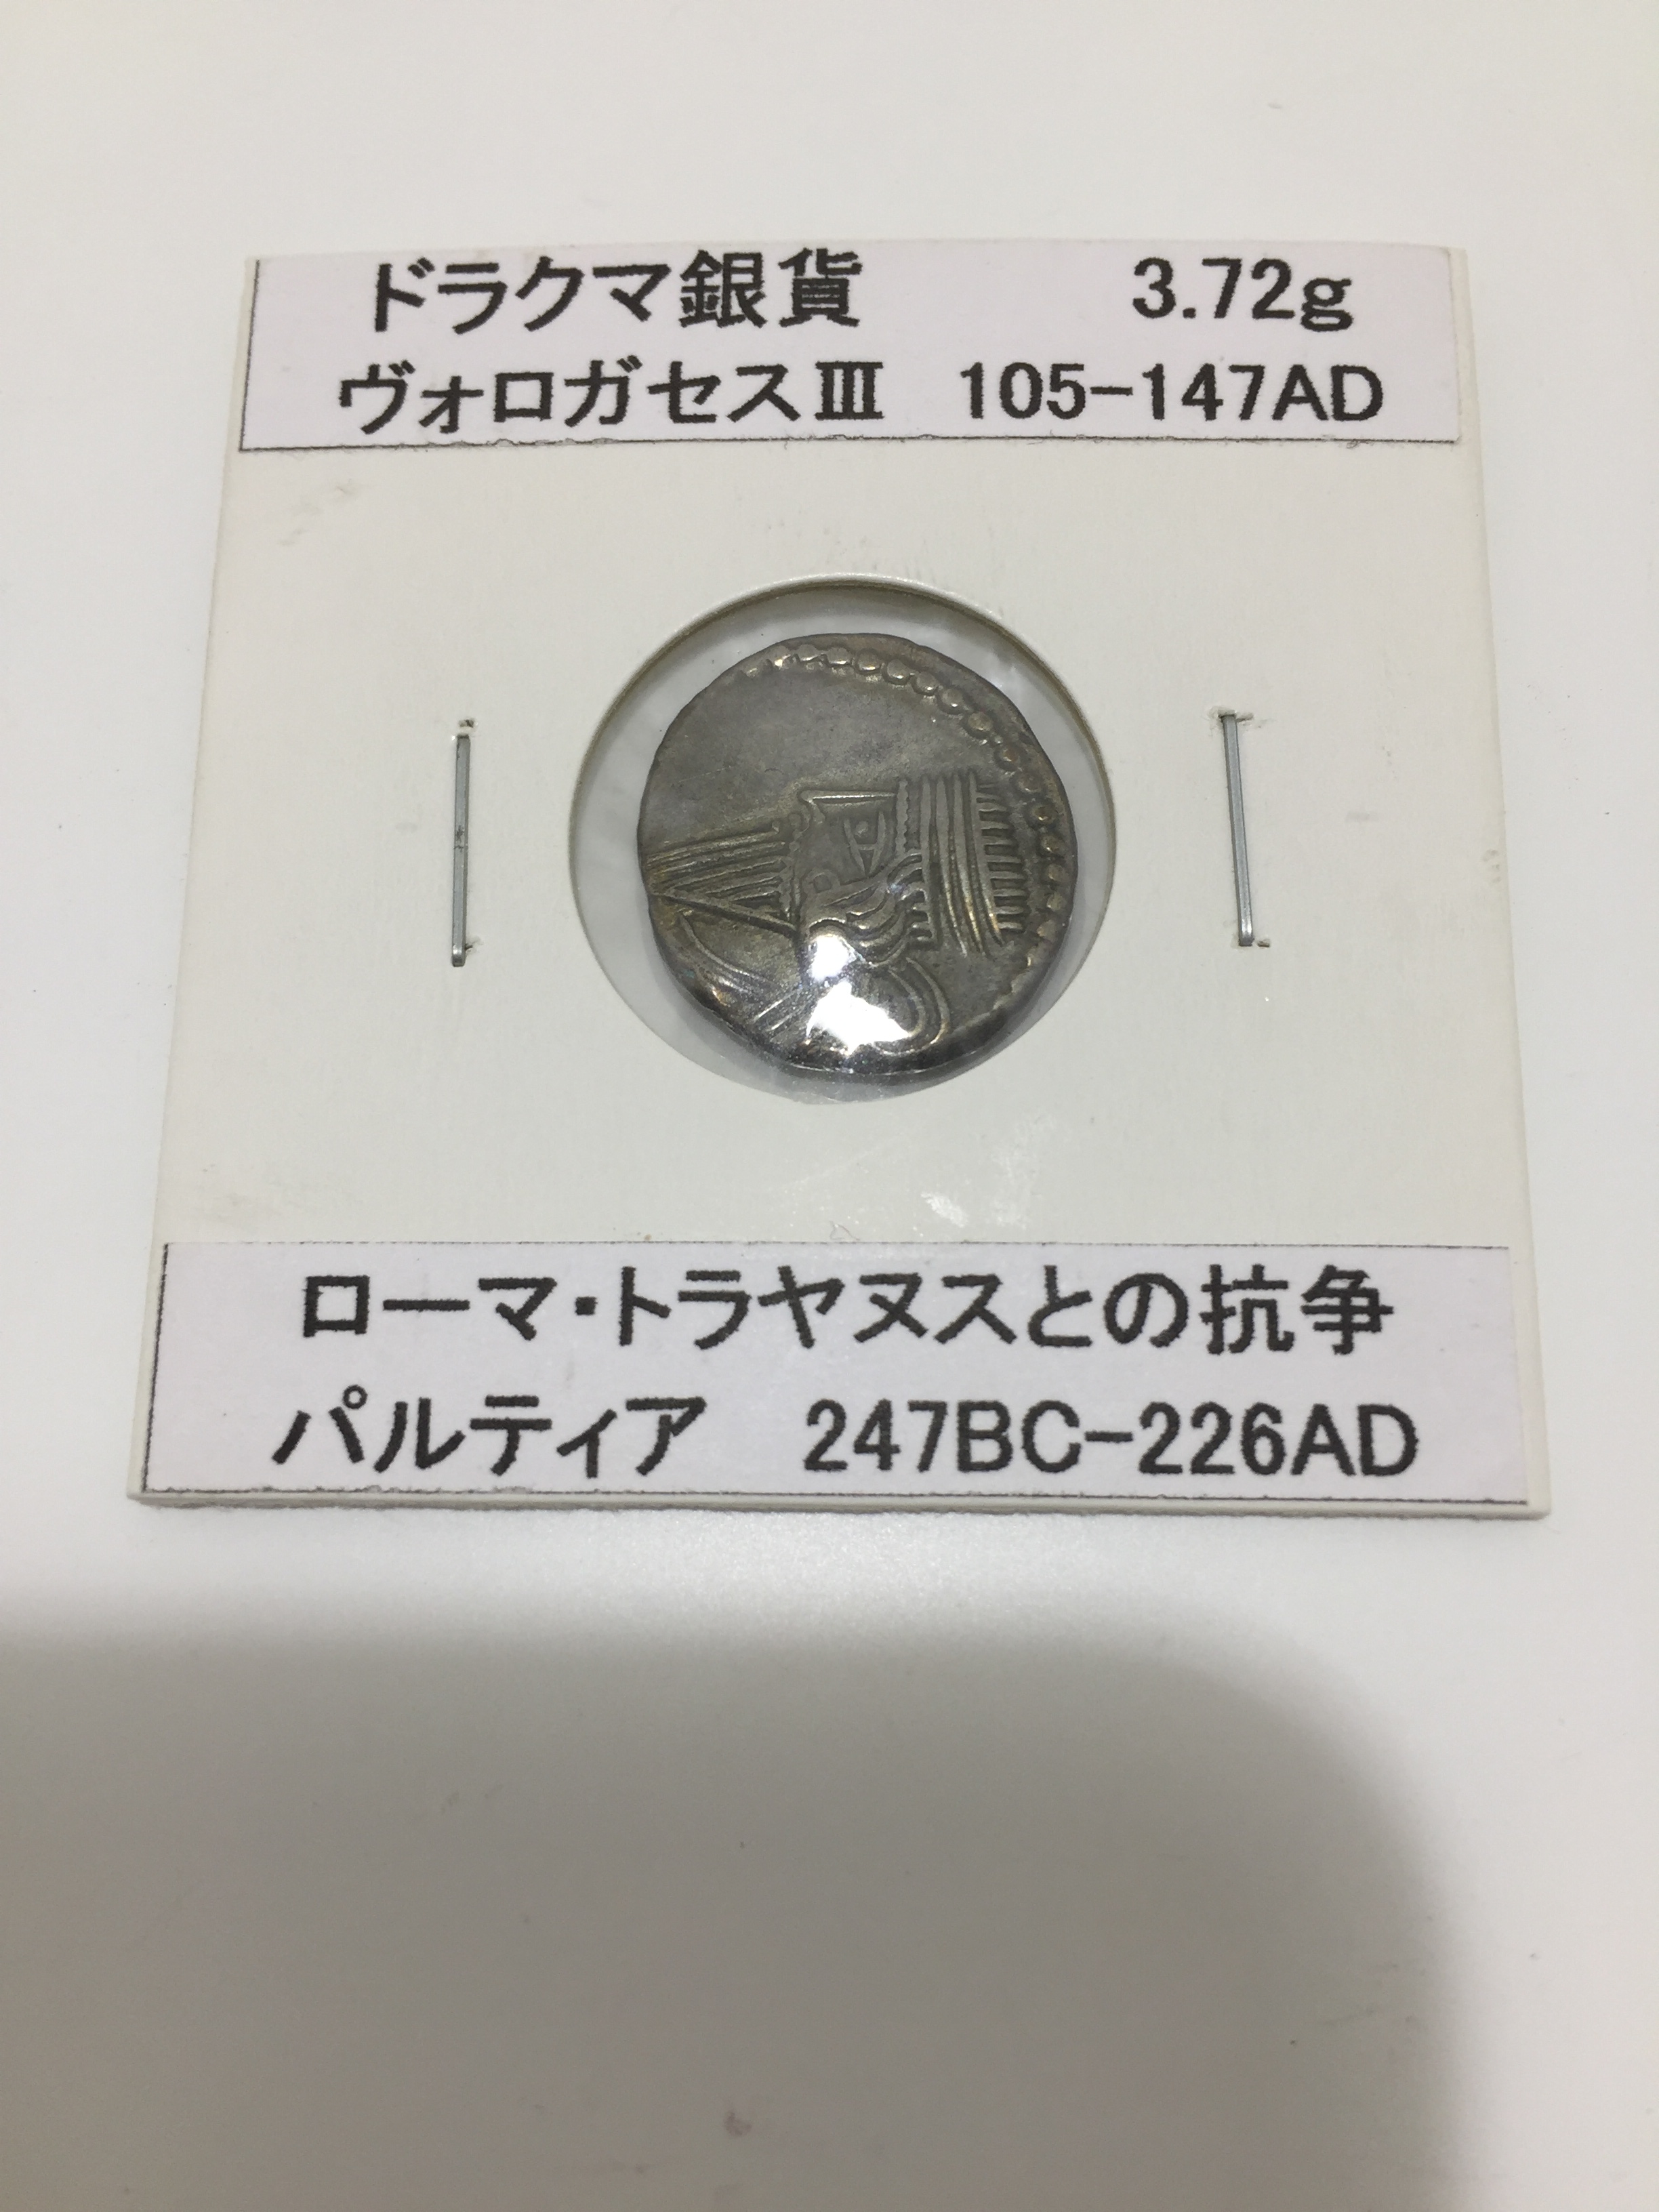 ドラクマ銀貨 3.72g
ヴォロガセスⅢ 105-147AD
ローマ・トラヤヌスとの抗争
パルティア 247BC-226AD